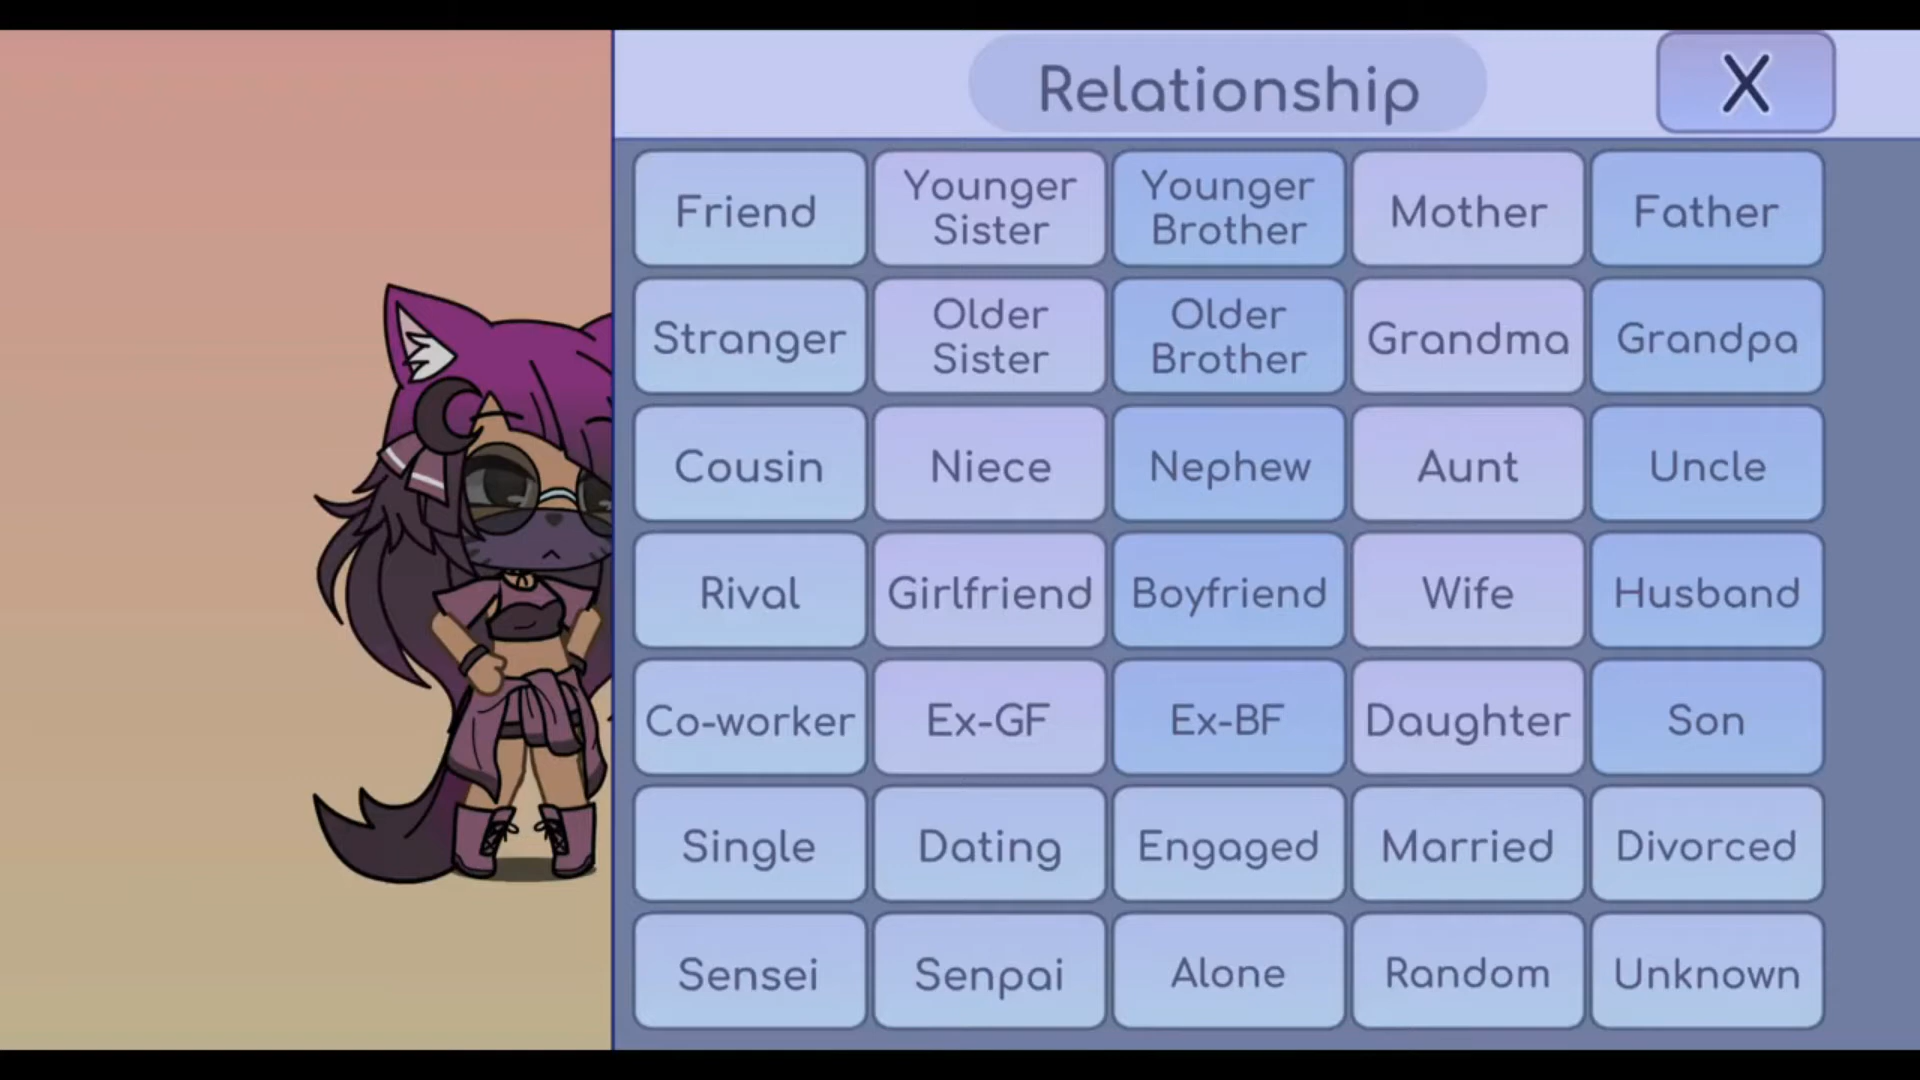 Relationship
X
Friend
Younger
Sister
Younger
Brother
Mother
Father
Stranger
Older
Sister
Older
Brother
Grandma
Grandpa
Cousin
Niece
Nephew
Aunt
Uncle
Rival
Girlfriend
Boyfriend
Wife
Husband
Co-worker
Ex-GF
Ex-BF
Daughter
Son
Single
Dating
Engaged
Married
Divorced
Sensei
Senpai
Alone
Random
Unknown